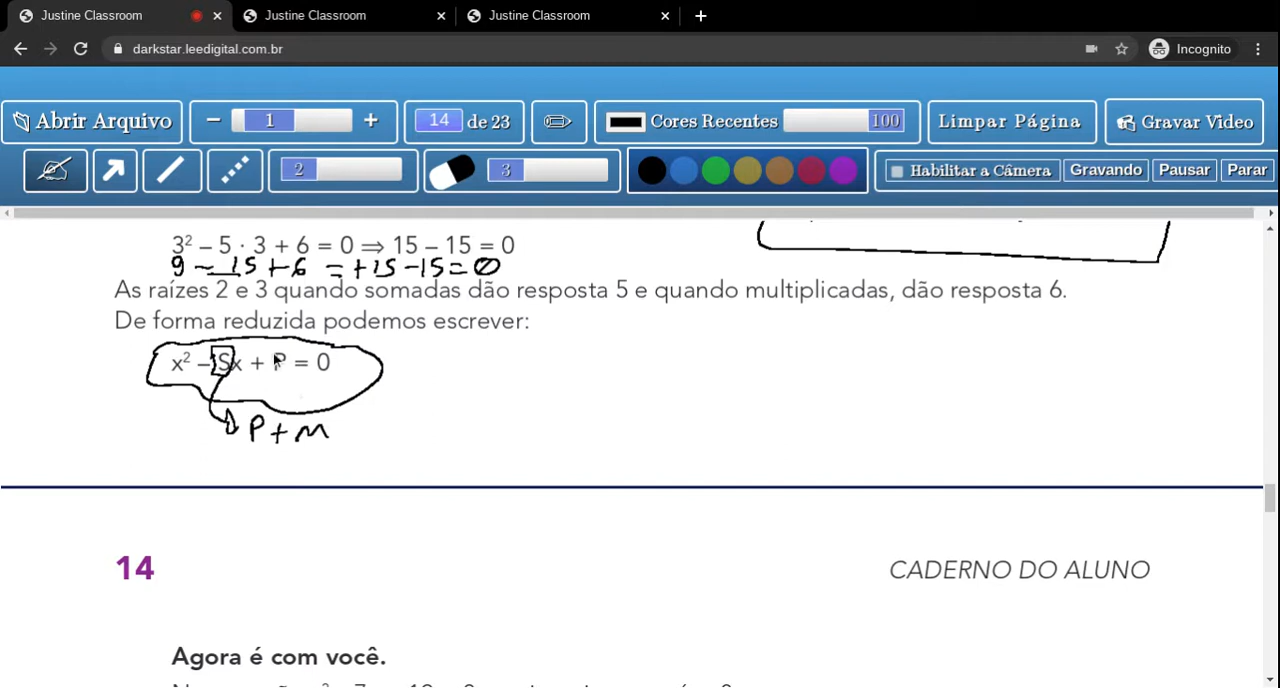 Justine Classroom Justine Classroom Justine Classroom
darkstar.leedigital.com.br Incognito
Abrir Arquivo − 1 + 14 de 23 Cores Recentes 100 Limpar Página Gravar Video
2 3 Habilitar a Câmera Gravando Pausar Parar
3² – 5 · 3 + 6 = 0 ⇒ 15 – 15 = 0
9 – 15 + 6 = +15 – 15 = 0
As raízes 2 e 3 quando somadas dão resposta 5 e quando multiplicadas, dão resposta 6.
De forma reduzida podemos escrever:
x² – Sx + P = 0
P + M
14 CADERNO DO ALUNO
Agora é com você.